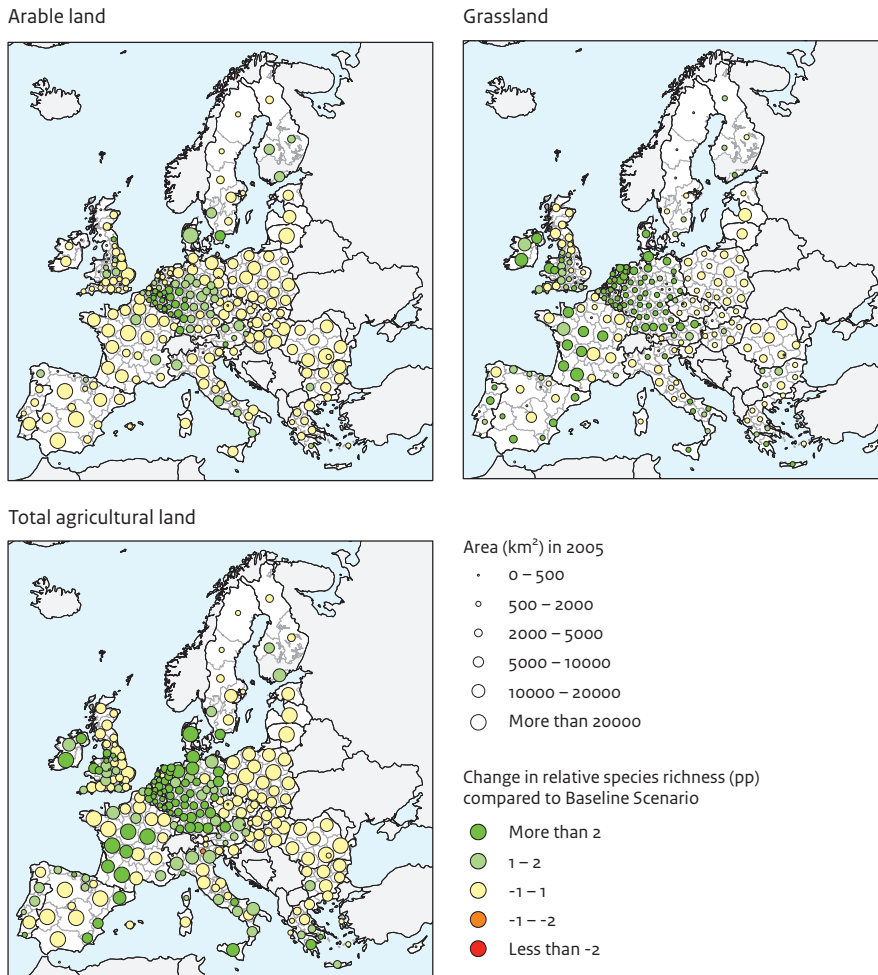 Arable land
Grassland
Total agricultural land
Area (km²) in 2005
0 – 500
500 – 2000
2000 – 5000
5000 – 10000
10000 – 20000
More than 20000
Change in relative species richness (pp)
compared to Baseline Scenario
More than 2
1 – 2
-1 – 1
-1 – -2
Less than -2